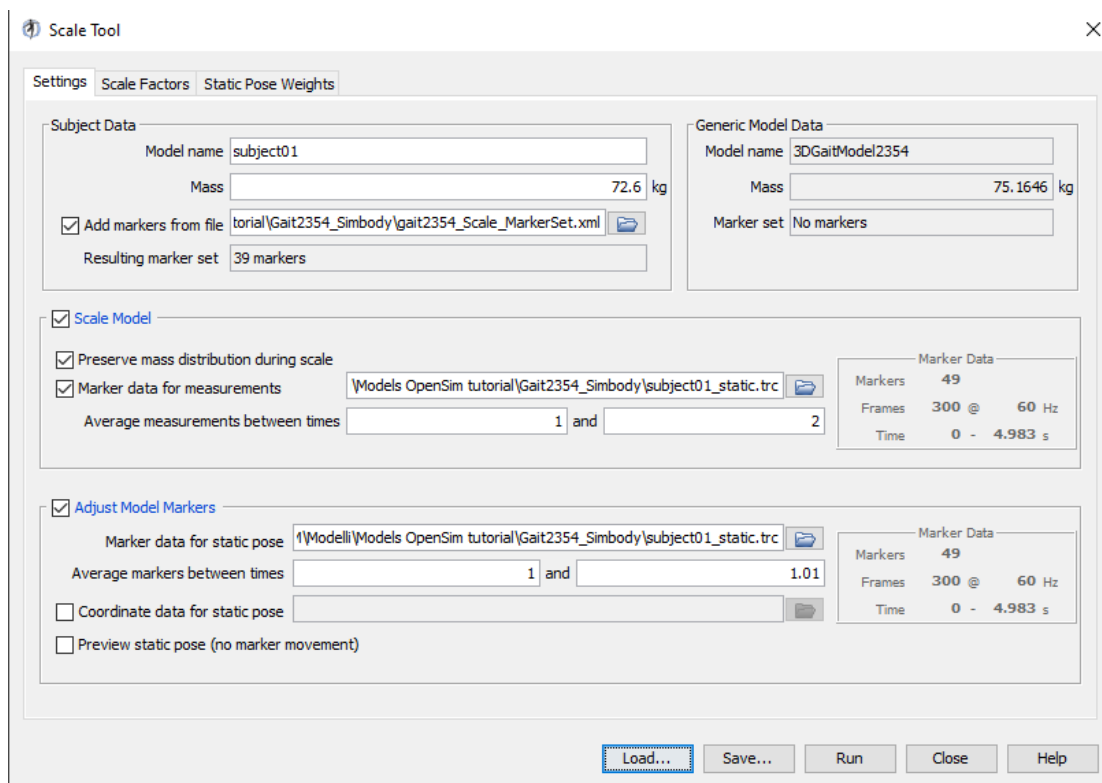 Scale Tool
Settings Scale Factors Static Pose Weights
Subject Data
Model name subject01
Mass 72.6 kg
Add markers from file torial\Gait2354_Simbody\gait2354_Scale_MarkerSet.xml
Resulting marker set 39 markers
Generic Model Data
Model name 3DGaitModel2354
Mass 75.1646 kg
Marker set No markers
Scale Model
Preserve mass distribution during scale
Marker data for measurements \Models OpenSim tutorial\Gait2354_Simbody\subject01_static.trc
Average measurements between times 1 and 2
Marker Data
Markers 49
Frames 300 @ 60 Hz
Time 0 - 4.983 s
Adjust Model Markers
Marker data for static pose 1\Modelli\Models OpenSim tutorial\Gait2354_Simbody\subject01_static.trc
Average markers between times 1 and 1.01
Coordinate data for static pose
Preview static pose (no marker movement)
Marker Data
Markers 49
Frames 300 @ 60 Hz
Time 0 - 4.983 s
Load... Save... Run Close Help